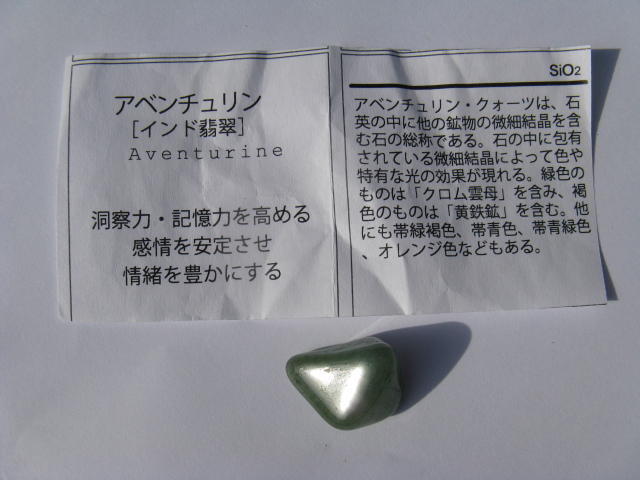 アベンチュリン
[インド翡翠]
Aventurine
洞察力・記憶力を高める
感情を安定させ
情緒を豊かにする
SiO2
アベンチュリン・クォーツは、石
英の中に他の鉱物の微細結晶を含
む石の総称である。石の中に包有
されている微細結晶によって色や
特有な光の効果が現れる。緑色の
ものは「クロム雲母」を含み、褐
色のものは「黄鉄鉱」を含む。他
にも帯緑褐色、帯青色、帯青緑色
、オレンジ色などもある。